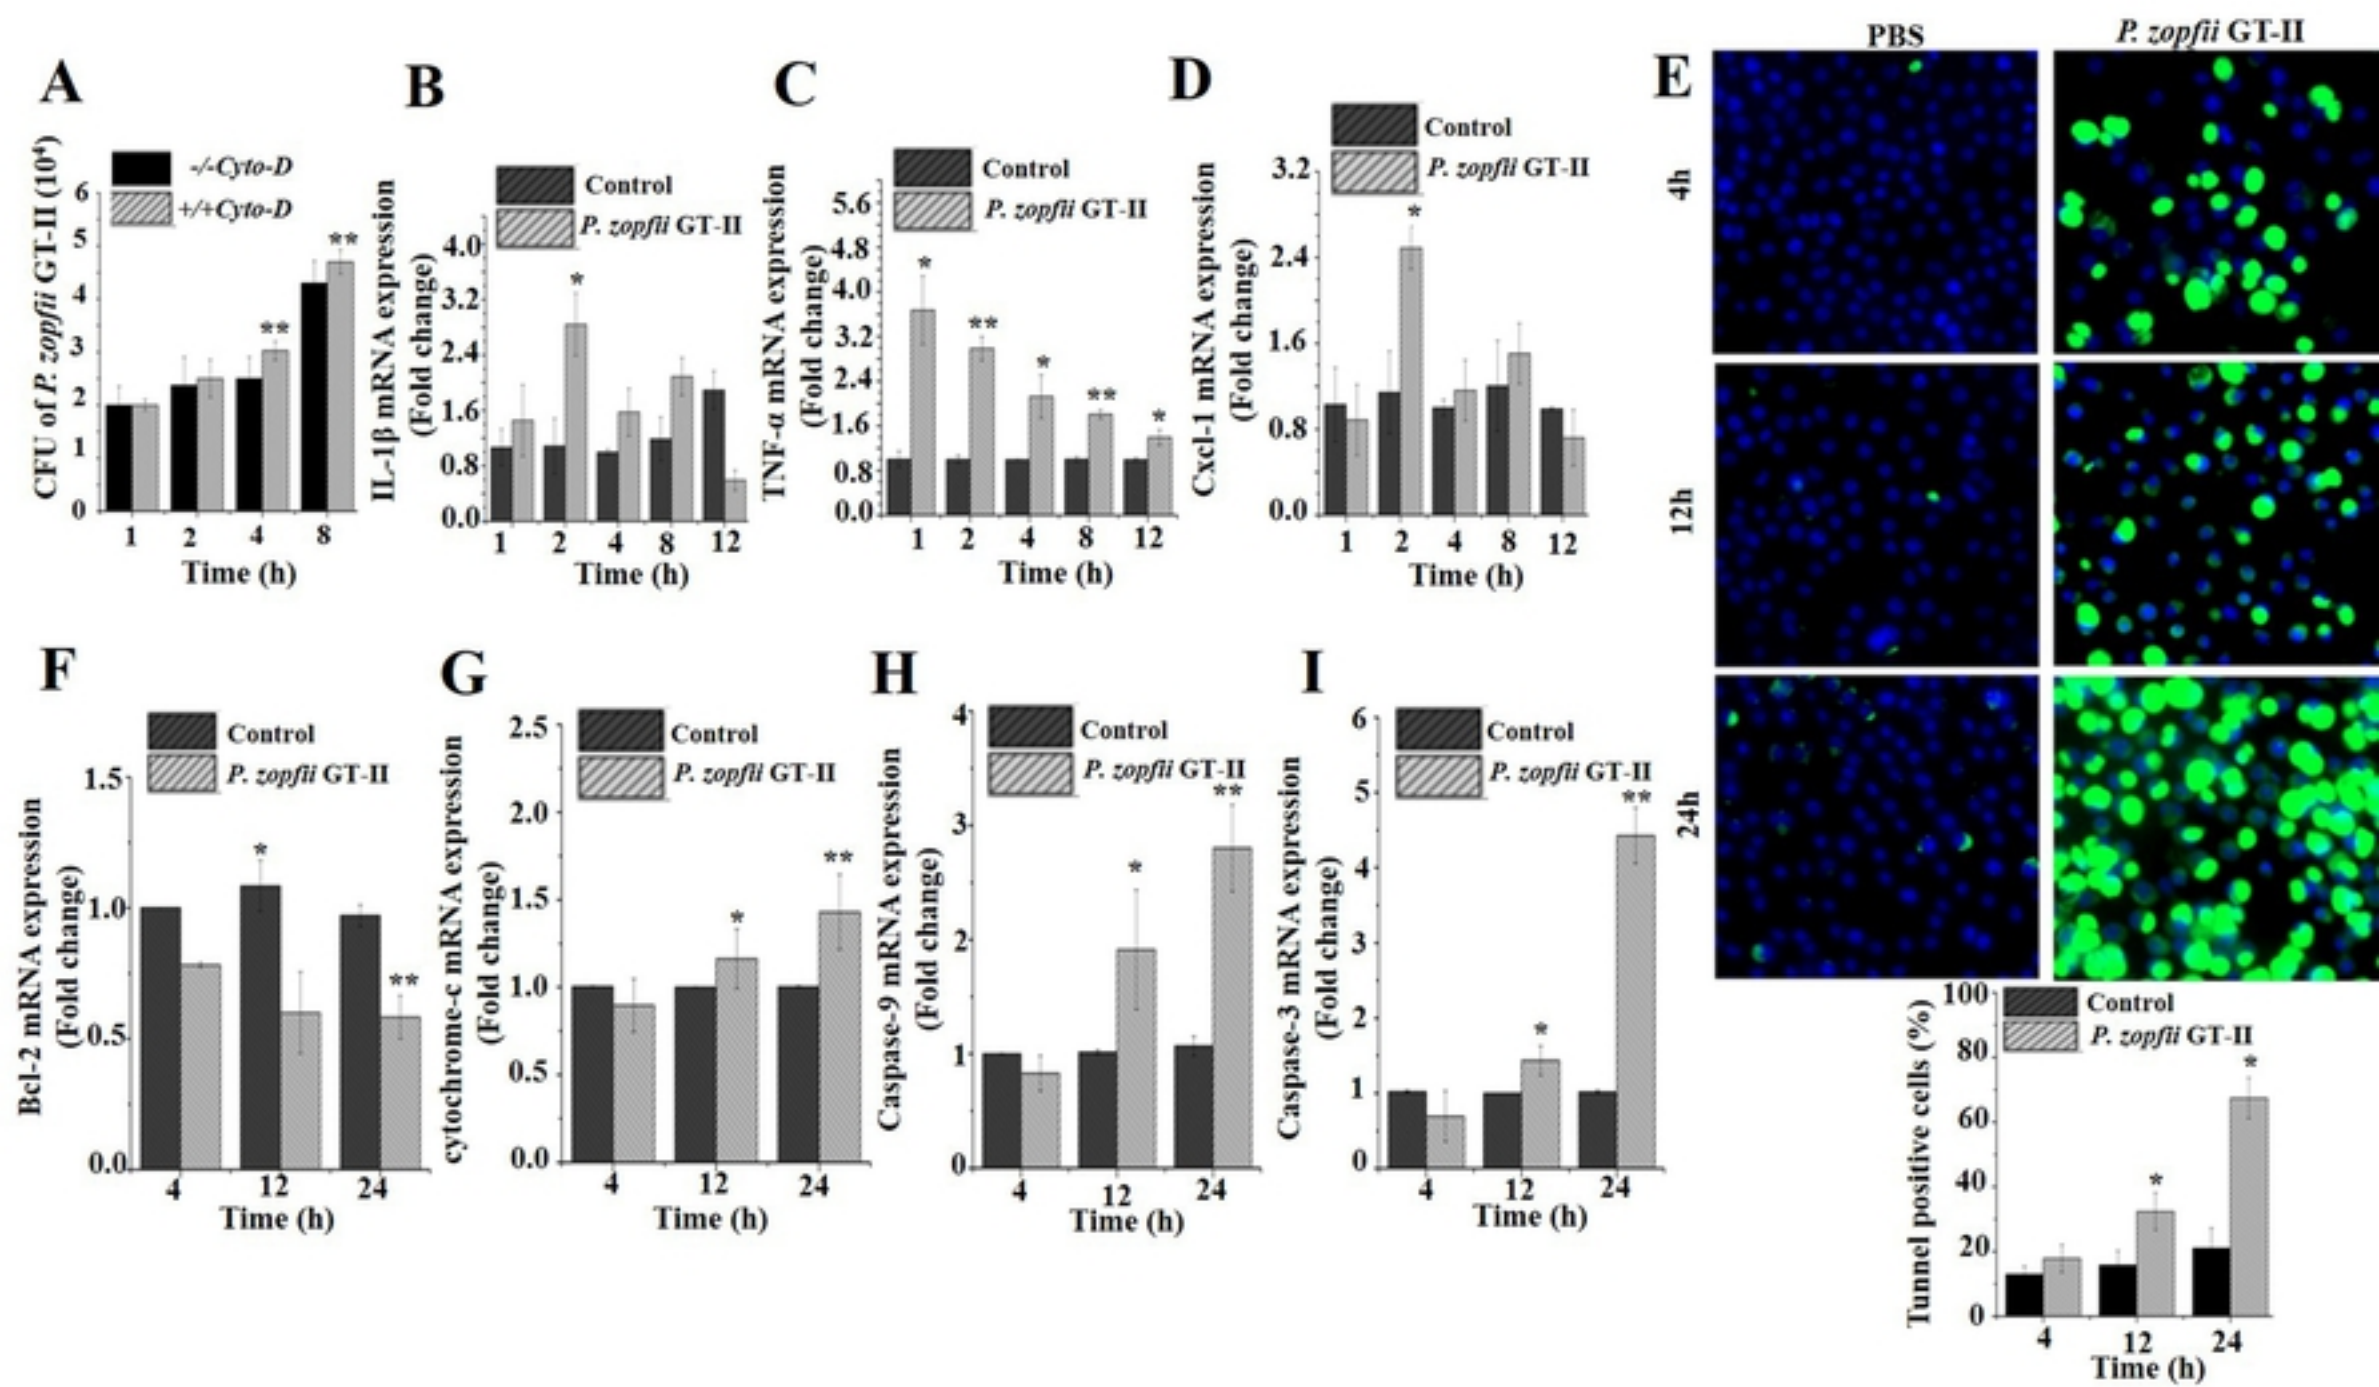 A
-/-Cyto-D
+/+Cyto-D
CFU of P. zopfii GT-II (10⁴)
6
5
4
3
2
1
0
**
**
1 2 4 8
Time (h)
B
Control
P. zopfii GT-II
IL-1β mRNA expression
(Fold change)
4.0
3.2
2.4
1.6
0.8
0.0
*
1 2 4 8 12
Time (h)
C
Control
P. zopfii GT-II
TNF-α mRNA expression
(Fold change)
5.6
4.8
4.0
3.2
2.4
1.6
0.8
0.0
*
**
*
**
*
1 2 4 8 12
Time (h)
D
Control
P. zopfii GT-II
Cxcl-1 mRNA expression
(Fold change)
3.2
2.4
1.6
0.8
0.0
*
1 2 4 8 12
Time (h)
E
PBS
P. zopfii GT-II
4h
12h
24h
Control
P. zopfii GT-II
Tunnel positive cells (%)
100
80
60
40
20
0
*
*
4 12 24
Time (h)
F
Control
P. zopfii GT-II
Bcl-2 mRNA expression
(Fold change)
1.5
1.0
0.5
0.0
*
**
4 12 24
Time (h)
G
Control
P. zopfii GT-II
cytochrome-c mRNA expression
(Fold change)
2.5
2.0
1.5
1.0
0.5
0.0
*
**
4 12 24
Time (h)
H
Control
P. zopfii GT-II
Caspase-9 mRNA expression
(Fold change)
4
3
2
1
0
*
**
4 12 24
Time (h)
I
Control
P. zopfii GT-II
Caspase-3 mRNA expression
(Fold change)
6
5
4
3
2
1
0
*
**
4 12 24
Time (h)